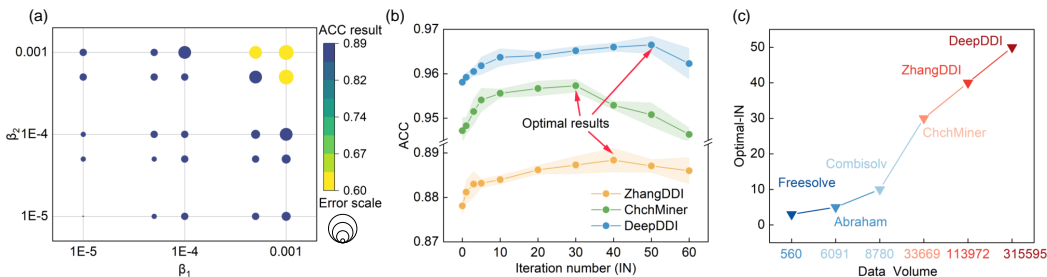 (a)
ACC result
0.001
1E-4
1E-5
β2
1E-5
1E-4
0.001
β1
0.89
0.82
0.74
0.67
0.60
Error scale
(b)
0.97
0.96
0.95
0.89
0.88
0.87
ACC
Optimal results
ZhangDDI
ChchMiner
DeepDDI
0 10 20 30 40 50 60
Iteration number (IN)
(c)
50
40
30
20
10
0
Optimal-IN
DeepDDI
ZhangDDI
ChchMiner
Combisolv
Freesolve
Abraham
560 6091 8780 33669 113972 315595
Data Volume